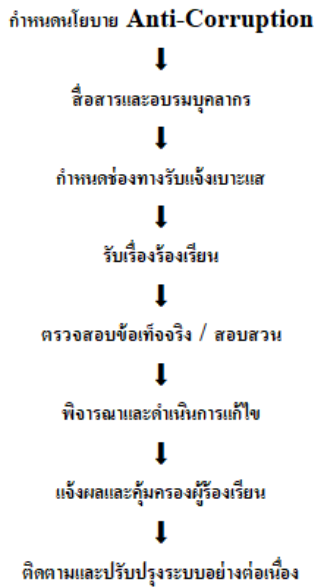 กำหนดนโยบาย Anti-Corruption
สื่อสารและอบรมบุคลากร
กำหนดช่องทางรับแจ้งเบาะแส
รับเรื่องร้องเรียน
ตรวจสอบข้อเท็จจริง / สอบสวน
พิจารณาและดำเนินการแก้ไข
แจ้งผลและคุ้มครองผู้ร้องเรียน
ติดตามและปรับปรุงระบบอย่างต่อเนื่อง